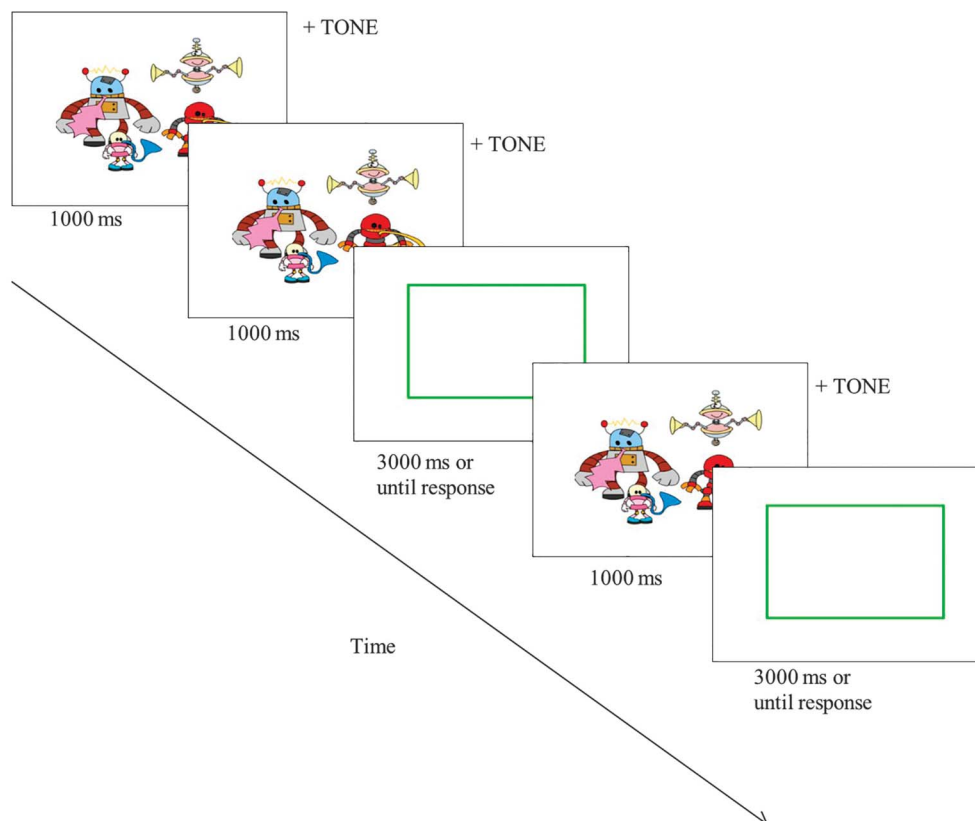 + TONE
1000 ms
+ TONE
1000 ms
3000 ms or
until response
+ TONE
1000 ms
3000 ms or
until response
Time